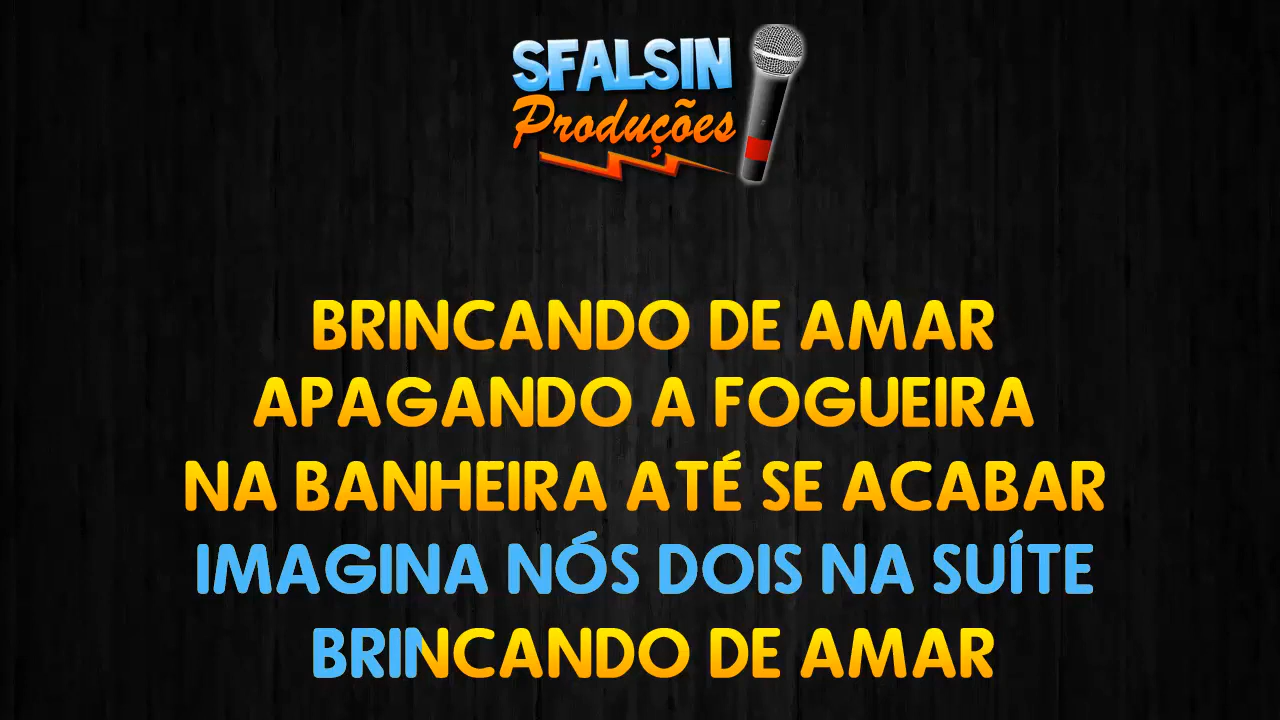 SFALSIN
Produções
BRINCANDO DE AMAR
APAGANDO A FOGUEIRA
NA BANHEIRA ATÉ SE ACABAR
IMAGINA NÓS DOIS NA SUÍTE
BRINCANDO DE AMAR